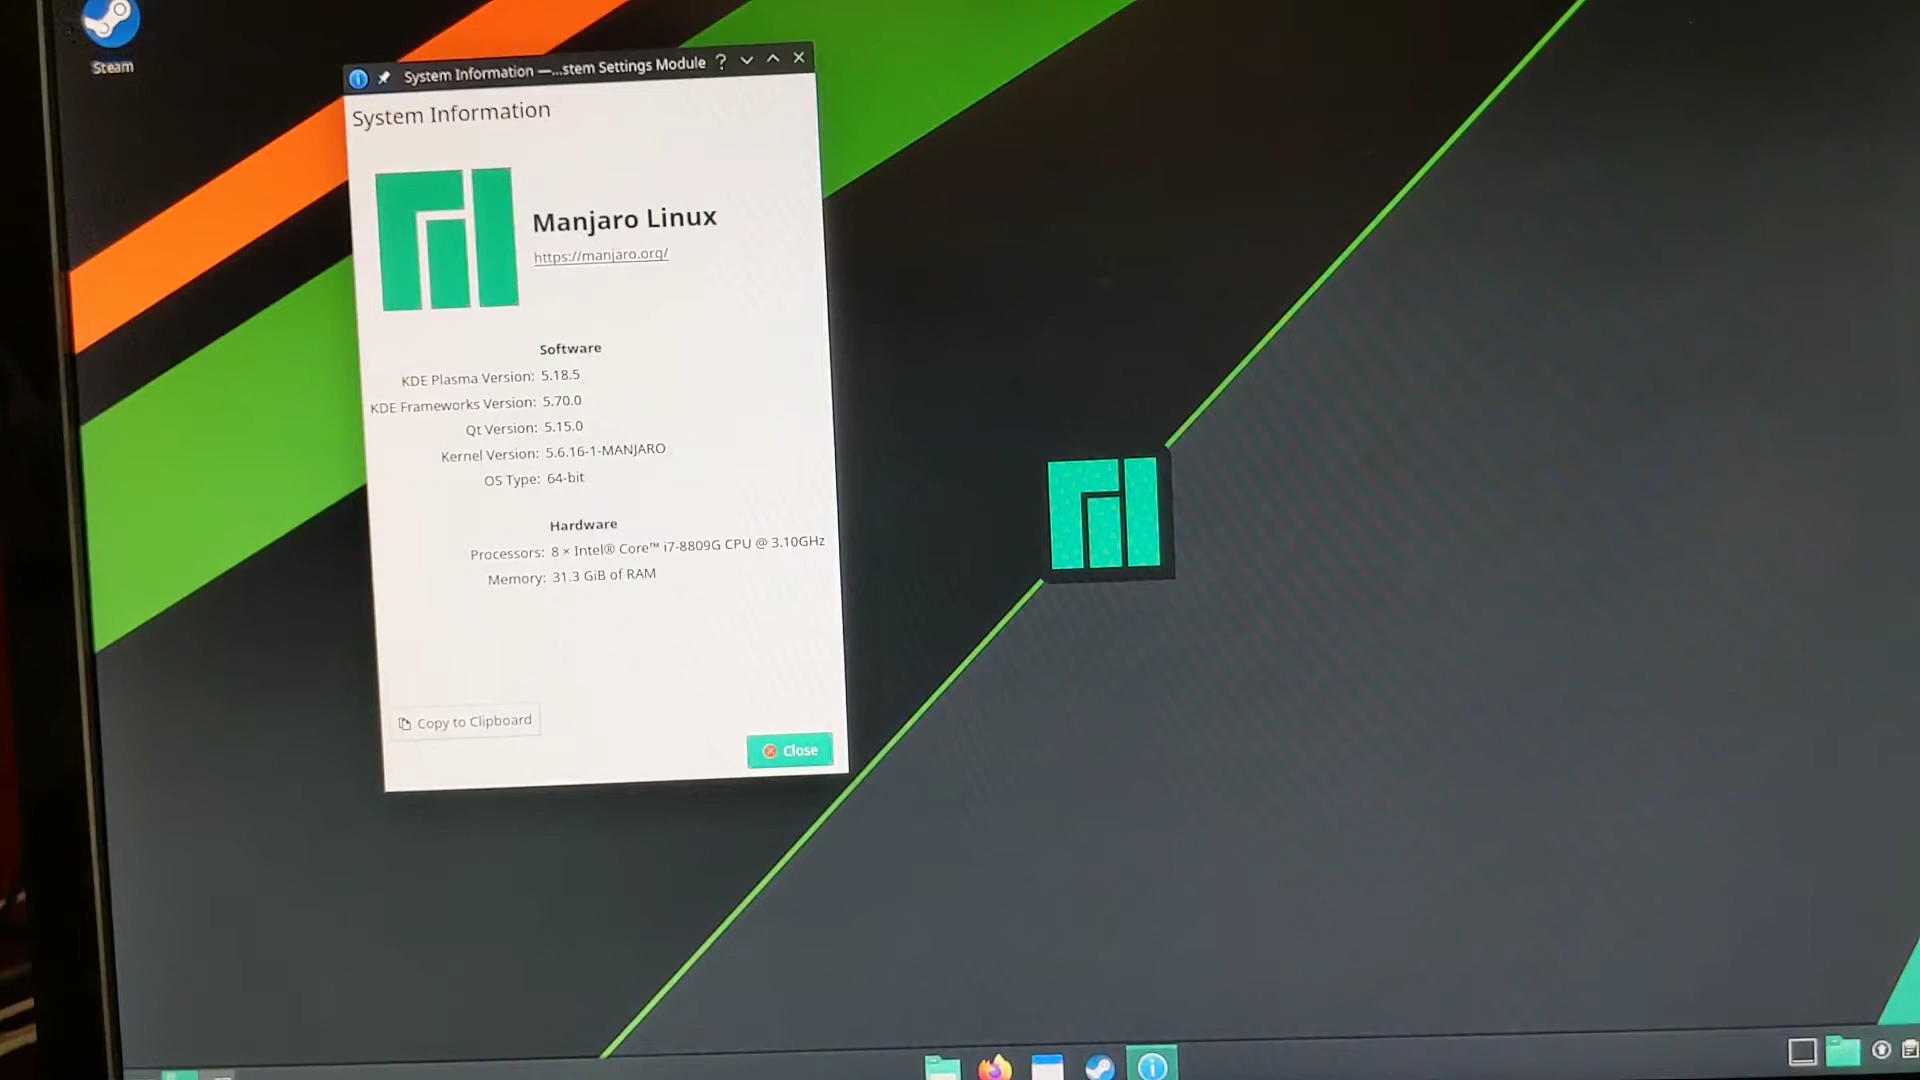 Steam
System Information —...stem Settings Module
System Information
Manjaro Linux
https://manjaro.org/
Software
KDE Plasma Version: 5.18.5
KDE Frameworks Version: 5.70.0
Qt Version: 5.15.0
Kernel Version: 5.6.16-1-MANJARO
OS Type: 64-bit
Hardware
Processors: 8 × Intel® Core™ i7-8809G CPU @ 3.10GHz
Memory: 31.3 GiB of RAM
Copy to Clipboard
Close